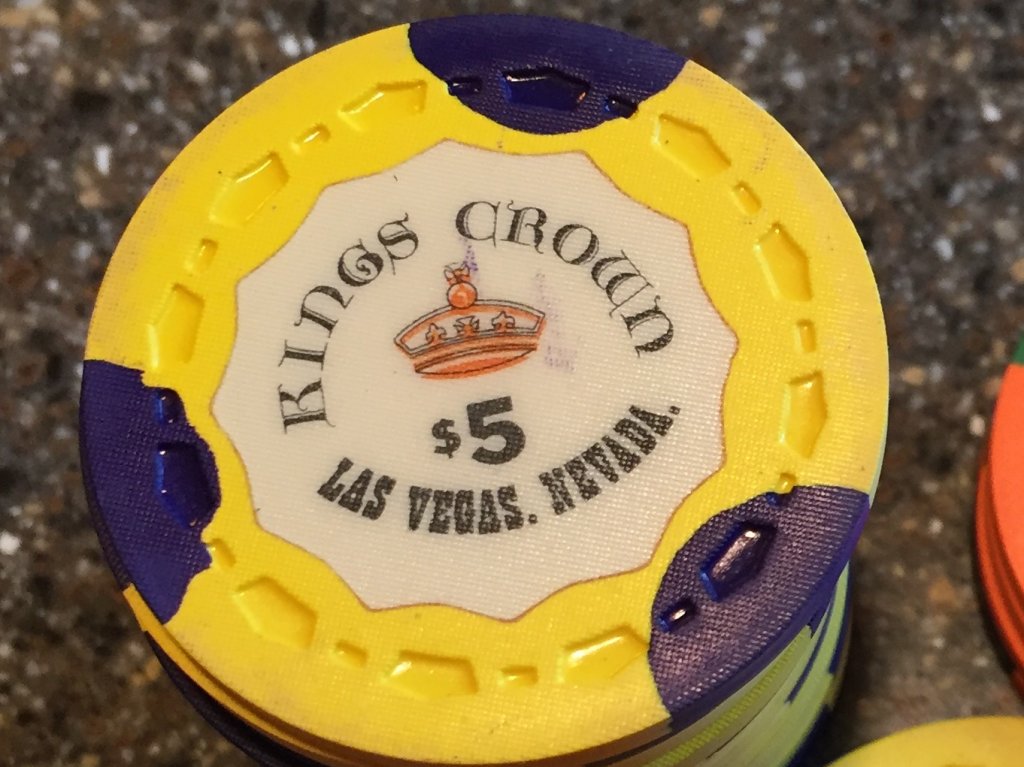 KINGS CROWN
$5
LAS VEGAS. NEVADA.